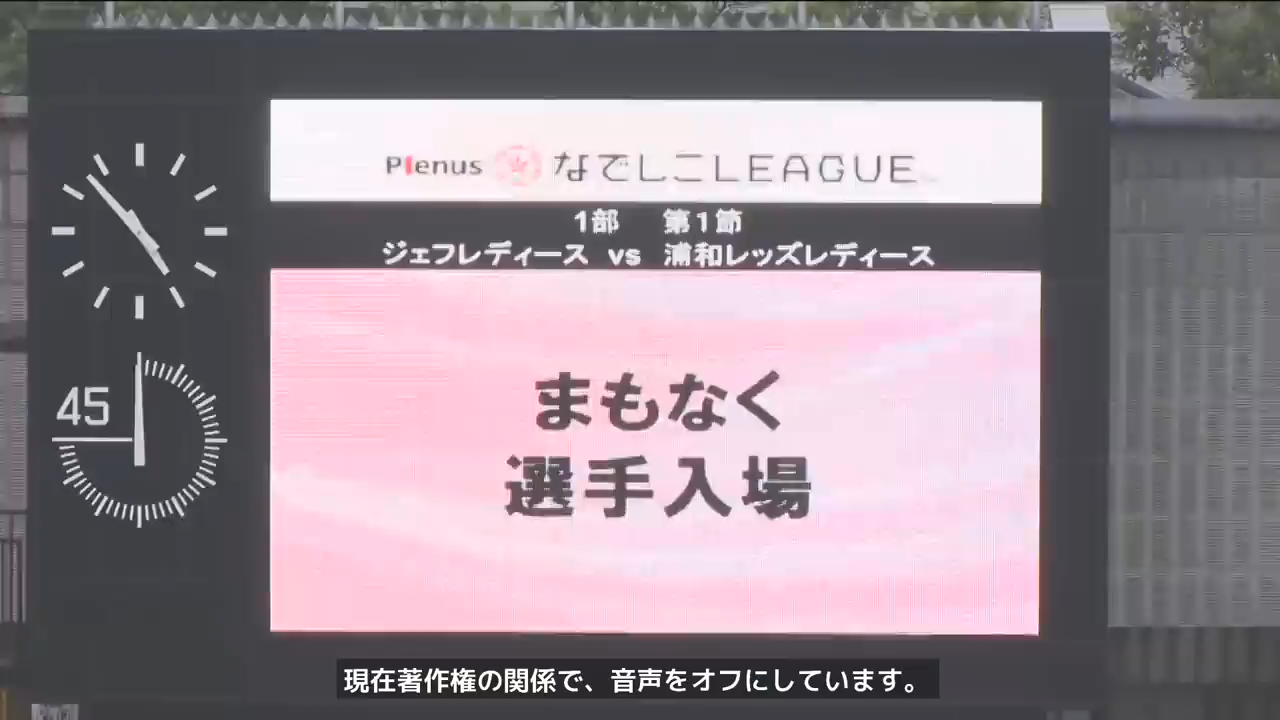 Plenus なでしこLEAGUE
1部 第1節
ジェフレディース vs 浦和レッズレディース
まもなく
選手入場
45
現在著作権の関係で、音声をオフにしています。